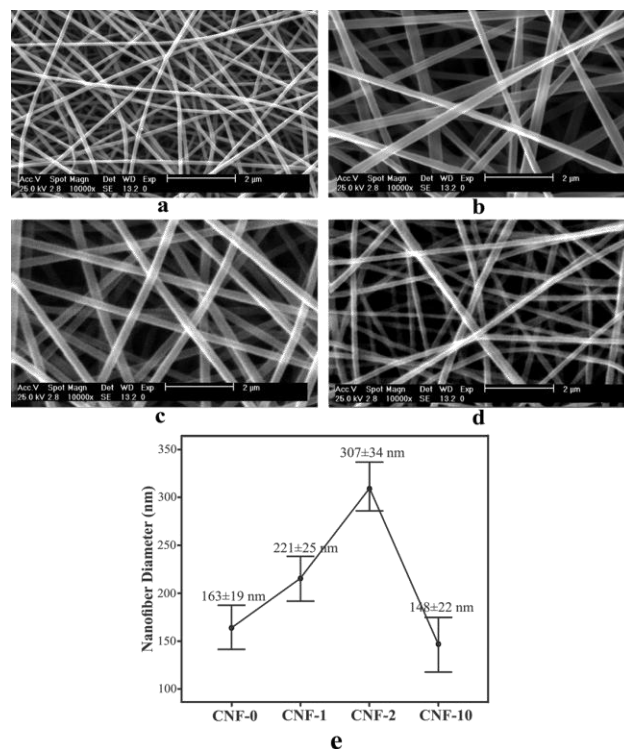 Acc.V Spot Magn Det WD Exp 2 μm
25.0 kV 2.8 10000x SE 13.2 0
a
Acc.V Spot Magn Det WD Exp 2 μm
25.0 kV 2.8 10000x SE 13.2 0
b
Acc.V Spot Magn Det WD Exp 2 μm
25.0 kV 2.8 10000x SE 13.2 0
c
Acc.V Spot Magn Det WD Exp 2 μm
25.0 kV 2.8 10000x SE 13.2 0
d
Nanofiber Diameter (nm)
350
300
250
200
150
100
163±19 nm
221±25 nm
307±34 nm
148±22 nm
CNF-0 CNF-1 CNF-2 CNF-10
e